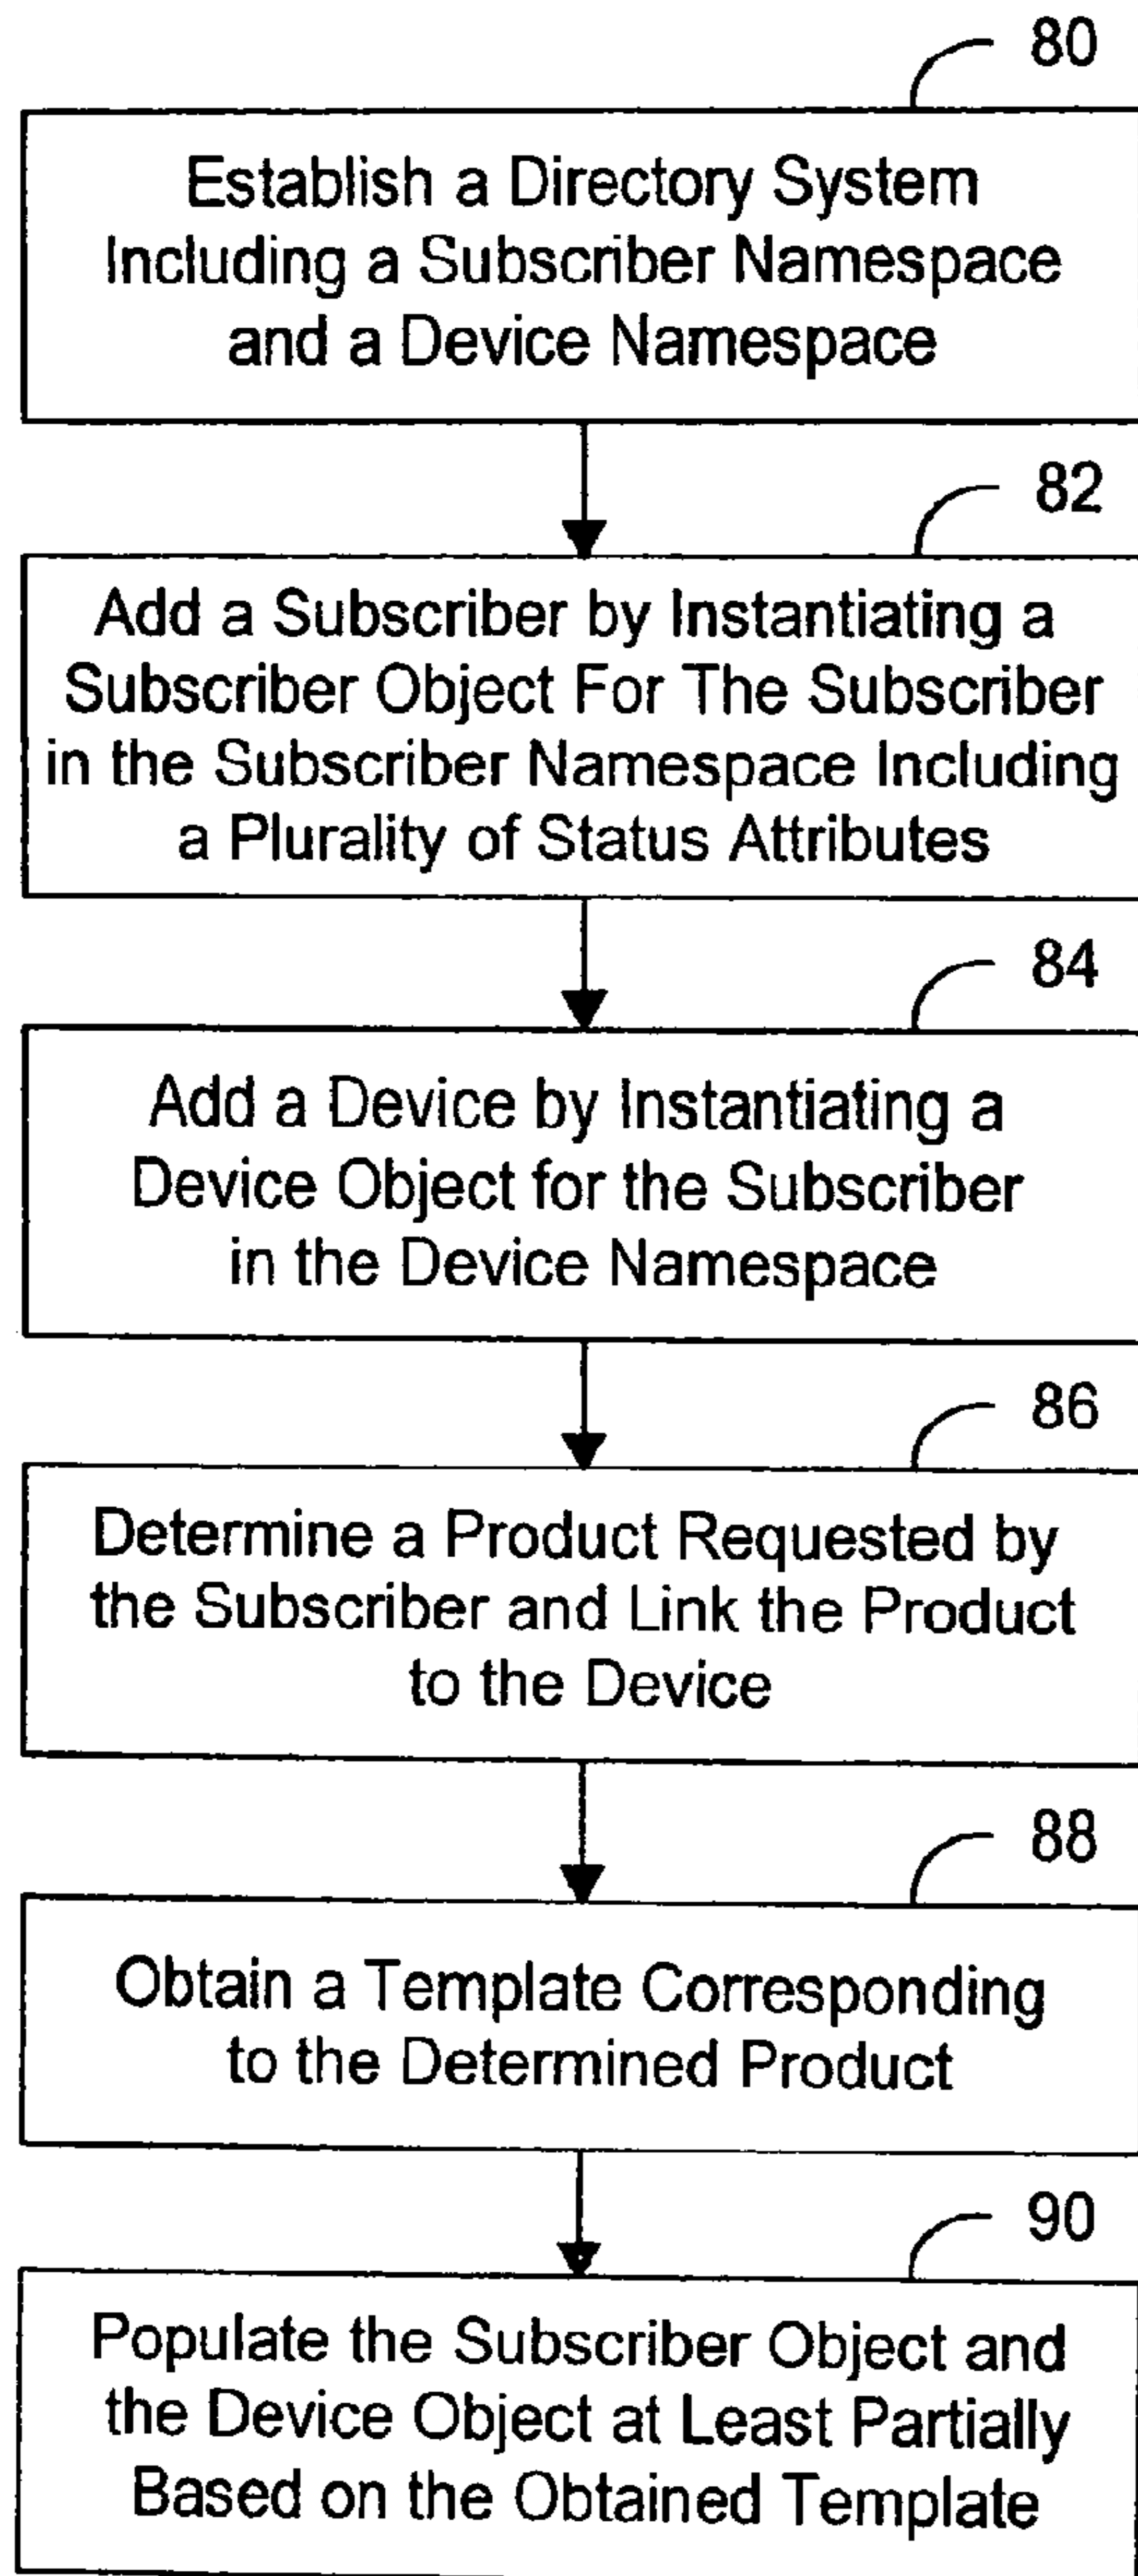 80
Establish a Directory System
Including a Subscriber Namespace
and a Device Namespace
82
Add a Subscriber by Instantiating a
Subscriber Object For The Subscriber
in the Subscriber Namespace Including
a Plurality of Status Attributes
84
Add a Device by Instantiating a
Device Object for the Subscriber
in the Device Namespace
86
Determine a Product Requested by
the Subscriber and Link the Product
to the Device
88
Obtain a Template Corresponding
to the Determined Product
90
Populate the Subscriber Object and
the Device Object at Least Partially
Based on the Obtained Template